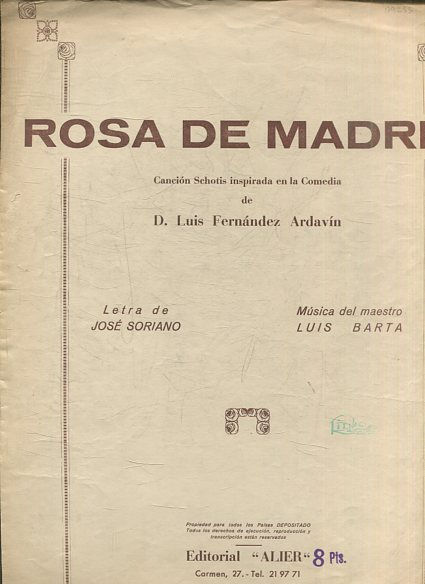 ROSA DE MADRI
Canción Schotis inspirada en la Comedia
de
D. Luis Fernández Ardavín
Letra de
JOSÉ SORIANO
Música del maestro
LUIS BARTA
Propiedad para todos los Países DEPOSITADO
Todos los derechos de ejecución, reproducción y
transcripción están reservados
Editorial "ALIER" 8 Pts.
Carmen, 27. - Tel. 21 97 71